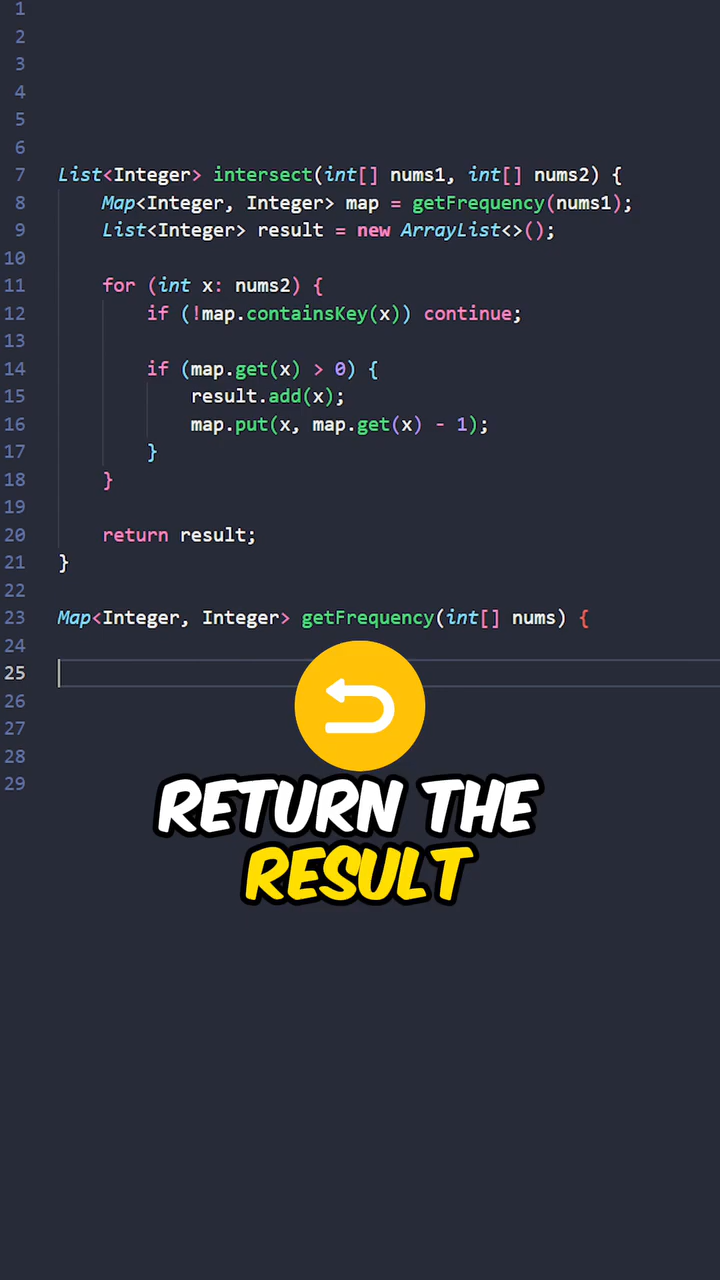 1
2
3
4
5
6
7 List<Integer> intersect(int[] nums1, int[] nums2) {
8     Map<Integer, Integer> map = getFrequency(nums1);
9     List<Integer> result = new ArrayList<>();
10
11     for (int x: nums2) {
12         if (!map.containsKey(x)) continue;
13
14         if (map.get(x) > 0) {
15             result.add(x);
16             map.put(x, map.get(x) - 1);
17         }
18     }
19
20     return result;
21 }
22
23 Map<Integer, Integer> getFrequency(int[] nums) {
24
25
26
27
28
29
RETURN THE
RESULT